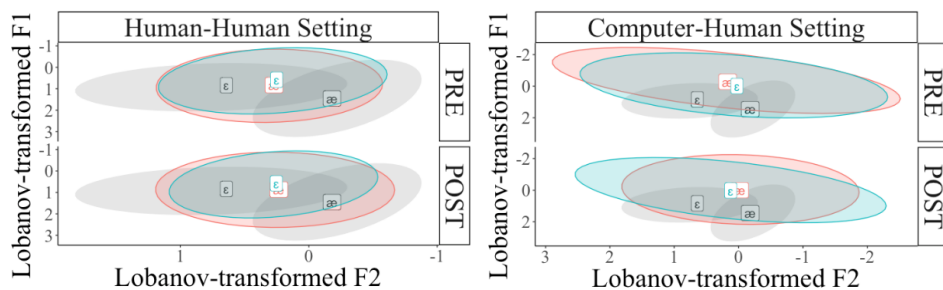 Human-Human Setting
Lobanov-transformed F1
-1
0
1
2
3
ɛ
æ
ɛ
æ
PRE
-1
0
1
2
3
ɛ
æ
ɛ
æ
POST
1
0
-1
Lobanov-transformed F2
Computer-Human Setting
Lobanov-transformed F1
-2
0
2
æ
ɛ
ɛ
æ
PRE
-2
0
2
ɛ
ɛ
æ
æ
POST
3
2
1
0
-1
-2
Lobanov-transformed F2